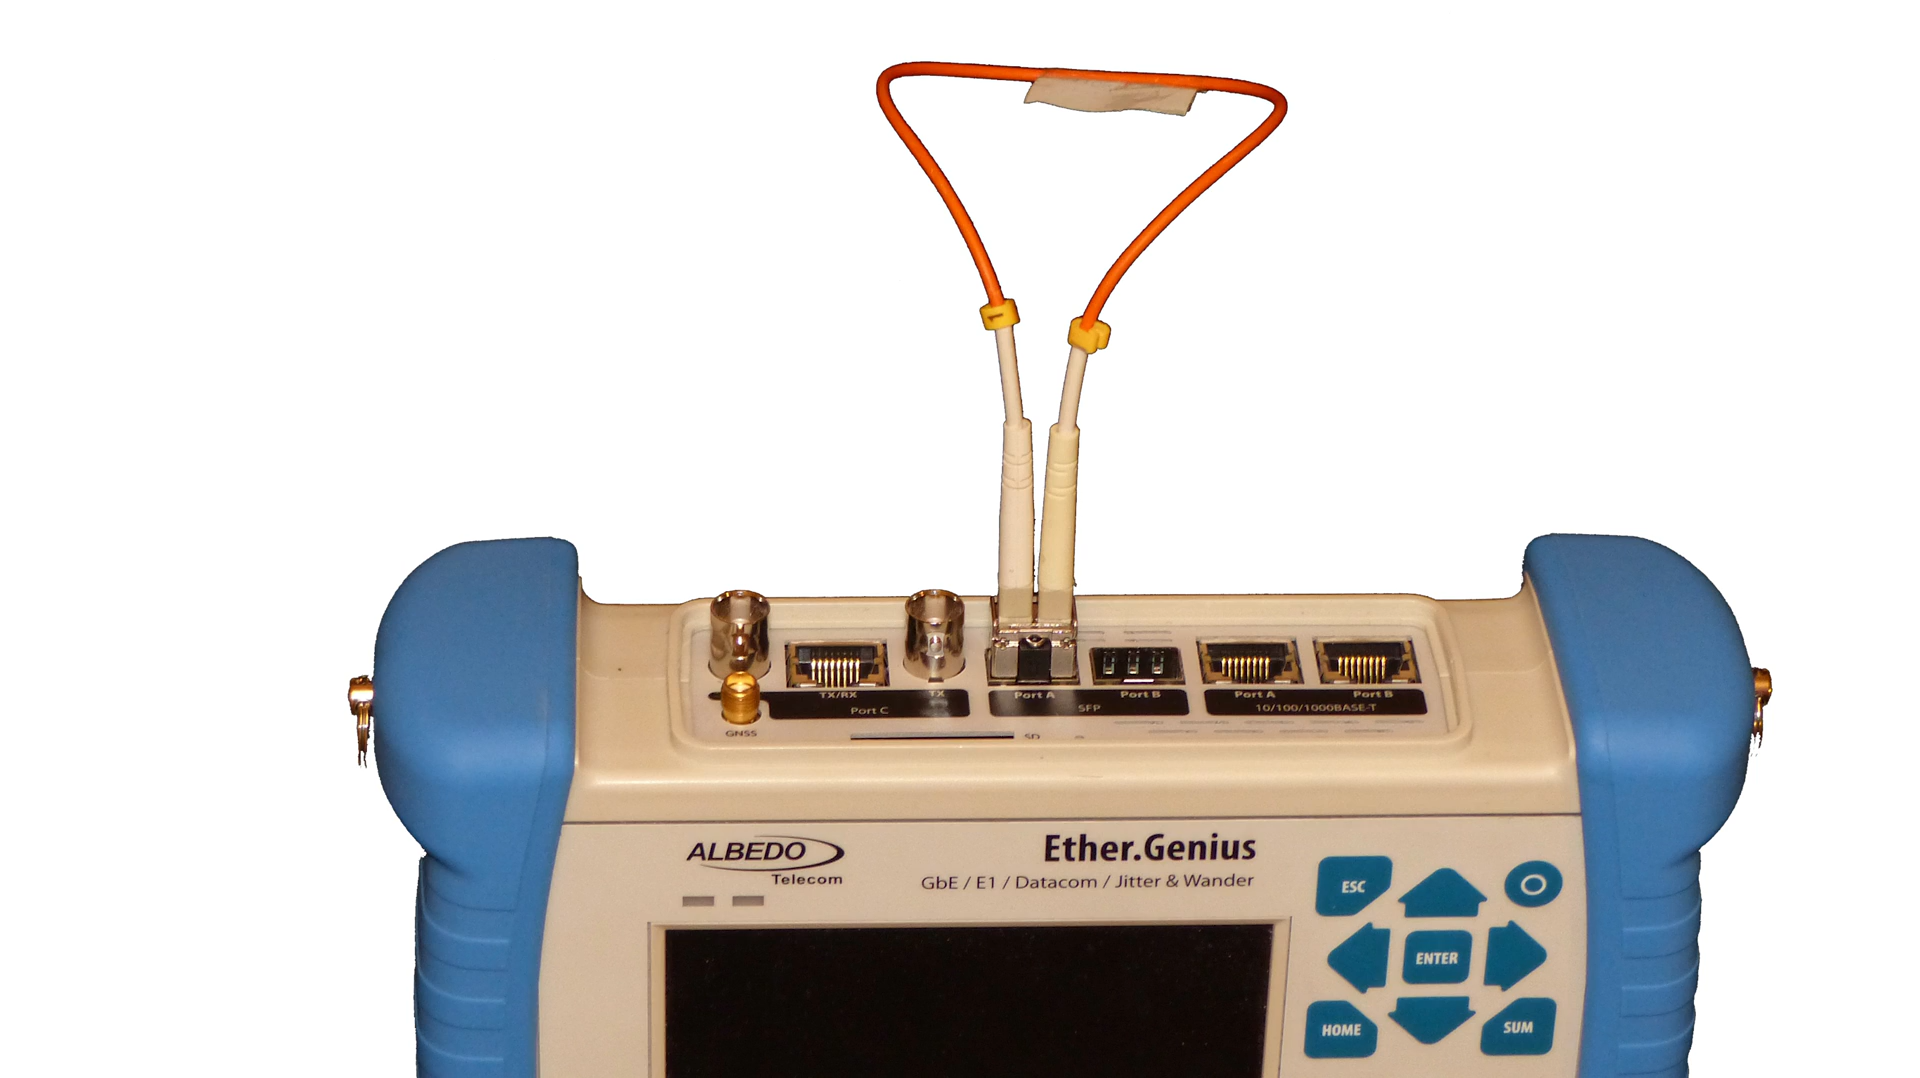 1
TX/RX
TX
Port A
Port B
Port A
Port B
Port C
SFP
10/100/1000BASE-T
GNSS
SD
ALBEDO
Telecom
Ether.Genius
GbE / E1 / Datacom / Jitter & Wander
ESC
ENTER
HOME
SUM